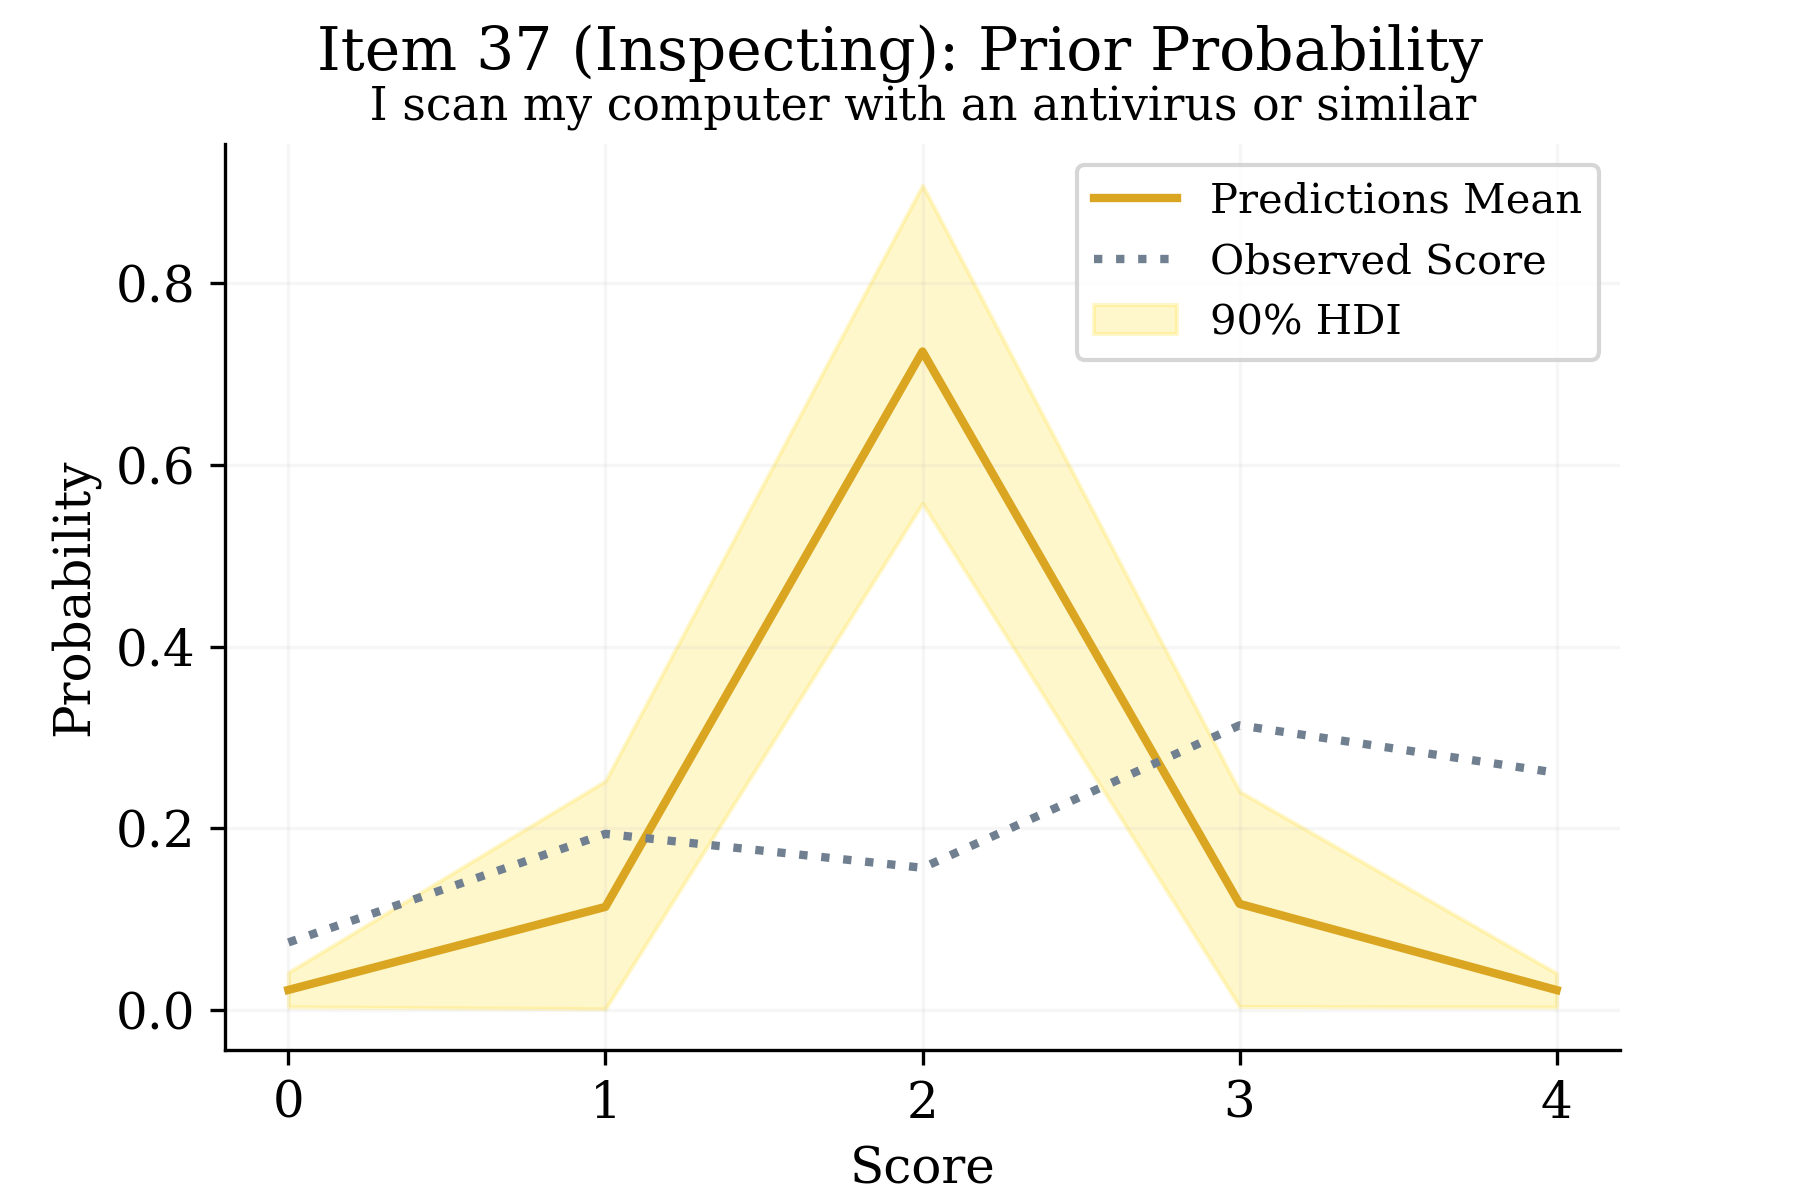 Item 37 (Inspecting): Prior Probability
I scan my computer with an antivirus or similar
Predictions Mean
Observed Score
90% HDI
Probability
0.8
0.6
0.4
0.2
0.0
0 1 2 3 4
Score